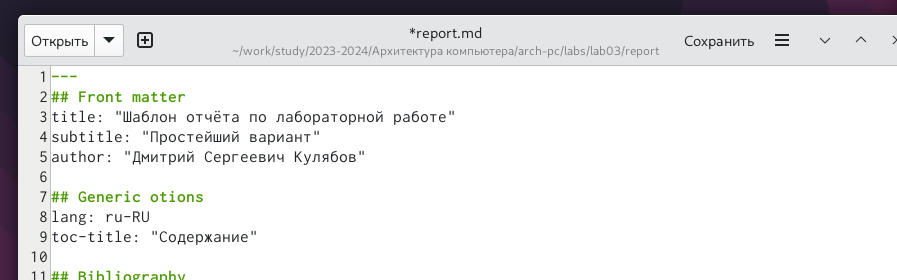 Открыть
*report.md
~/work/study/2023-2024/Архитектура компьютера/arch-pc/labs/lab03/report
Сохранить
1 ---
2 ## Front matter
3 title: "Шаблон отчёта по лабораторной работе"
4 subtitle: "Простейший вариант"
5 author: "Дмитрий Сергеевич Кулябов"
6
7 ## Generic otions
8 lang: ru-RU
9 toc-title: "Содержание"
10
11 ## Bibliography